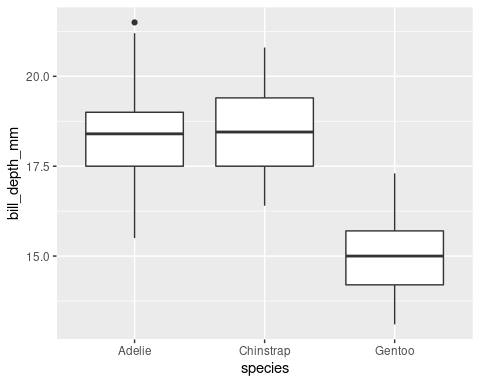 bill_depth_mm
20.0
17.5
15.0
Adelie
Chinstrap
Gentoo
species